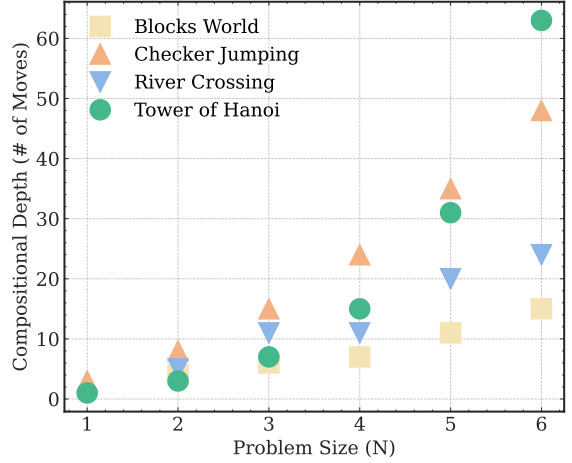 Blocks World
Checker Jumping
River Crossing
Tower of Hanoi
Compositional Depth (# of Moves)
60
50
40
30
20
10
0
1 2 3 4 5 6
Problem Size (N)